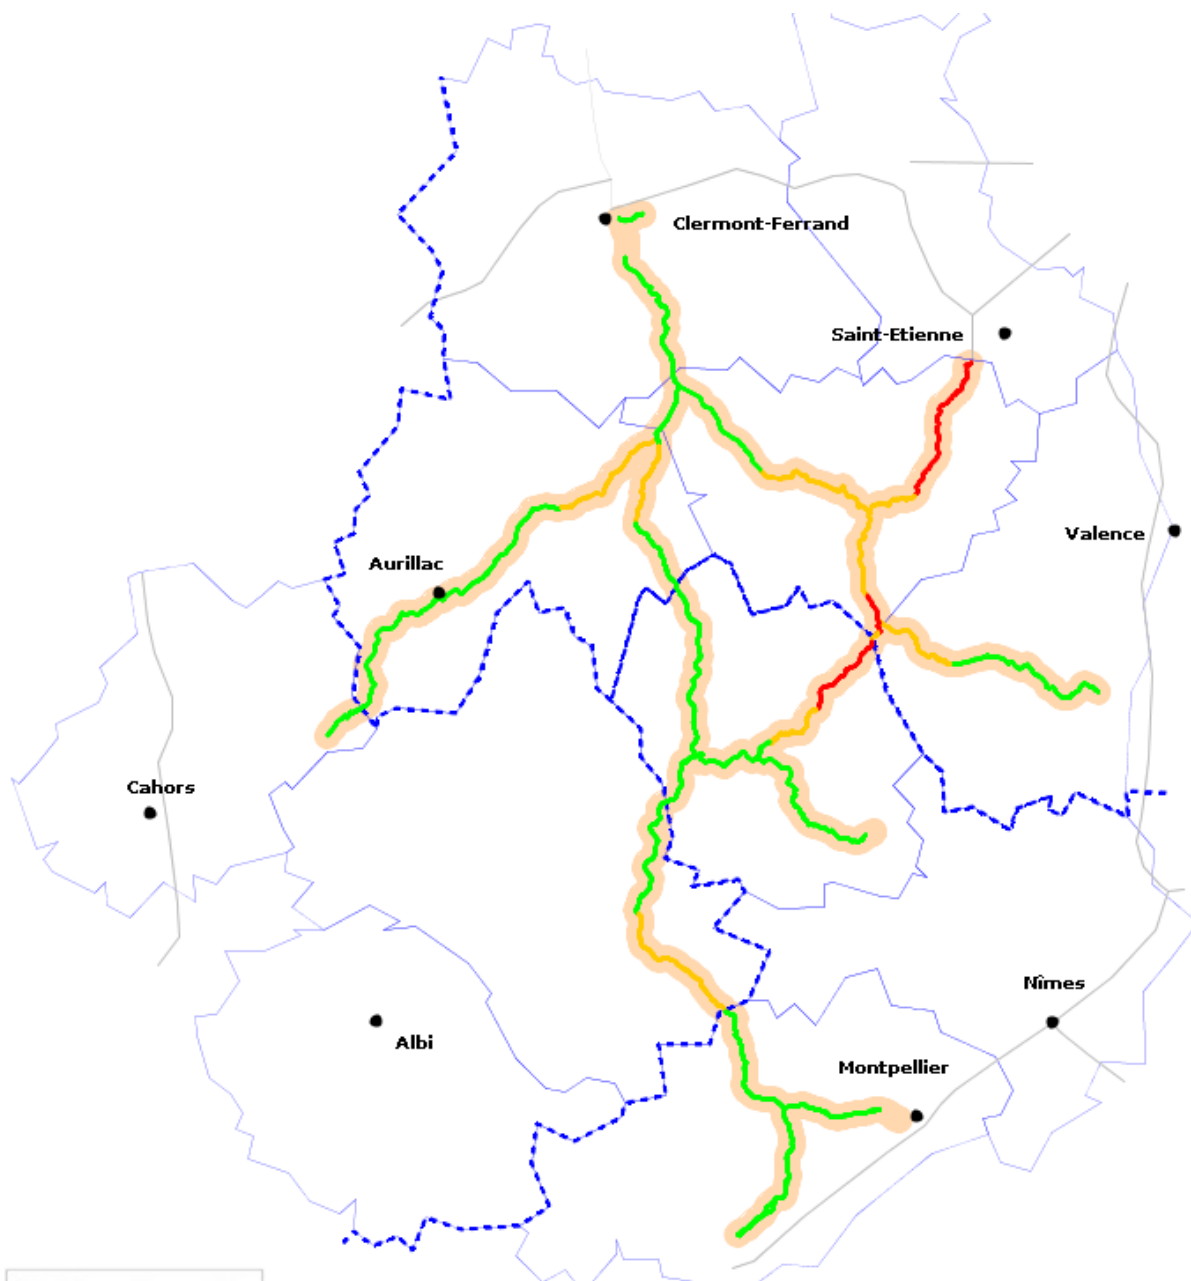 Clermont-Ferrand
Saint-Etienne
Valence
Aurillac
Cahors
Nîmes
Albi
Montpellier